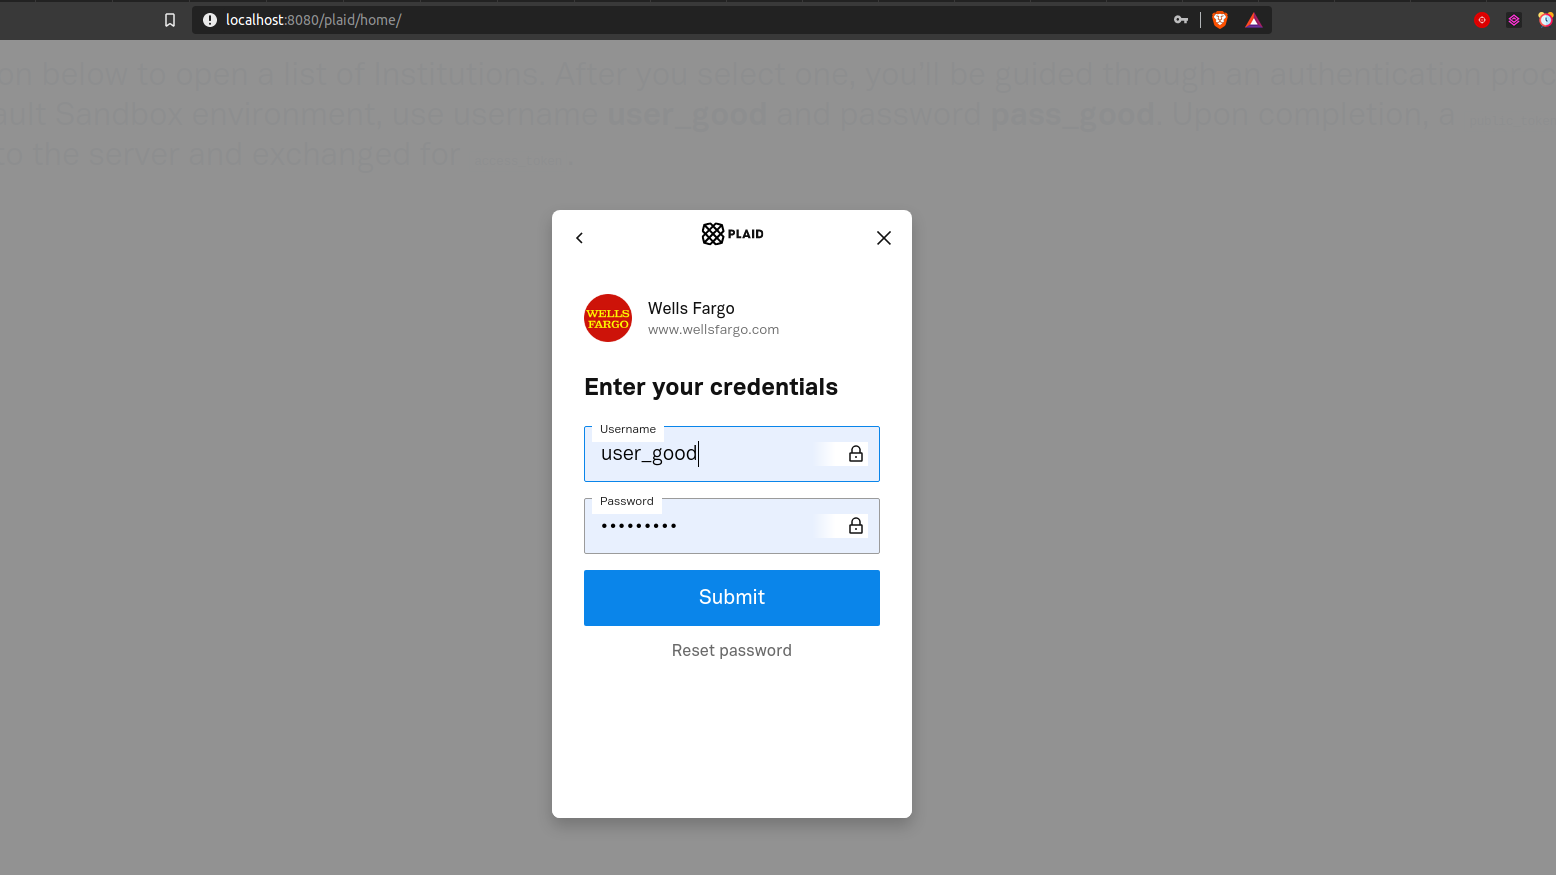 localhost:8080/plaid/home/
on below to open a list of Institutions. After you select one, you'll be guided through an authentication proc
ault Sandbox environment, use username user_good and password pass_good. Upon completion, a
to the server and exchanged for
PLAID
WELLS
FARGO
Wells Fargo
www.wellsfargo.com
Enter your credentials
Username
user_good
Password
•••••••••
Submit
Reset password